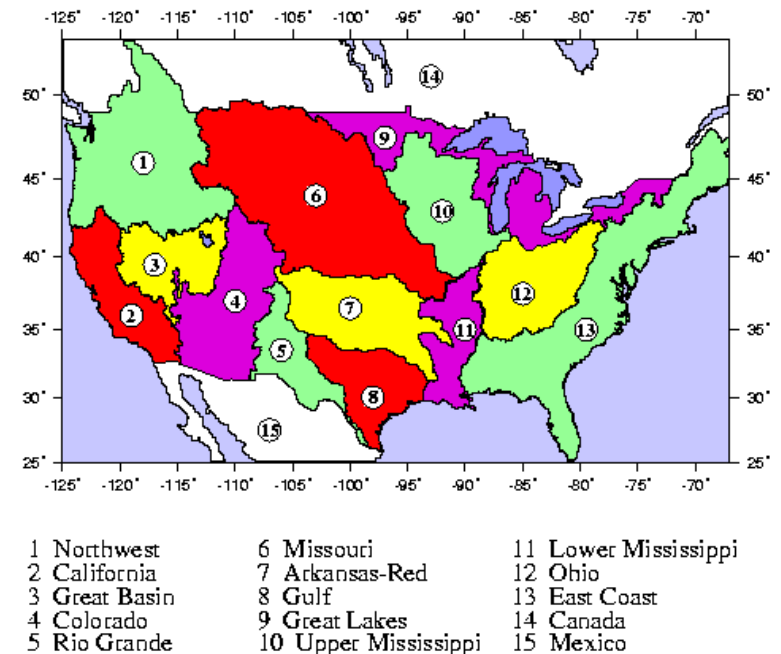 -125° -120° -115° -110° -105° -100° -95° -90° -85° -80° -75° -70°
14
50° 50°
9
1
45° 45°
6
10
40° 40°
3
12
4
7
2
11
13
35° 35°
5
8
30° 30°
15
25° 25°
-125° -120° -115° -110° -105° -100° -95° -90° -85° -80° -75° -70°
1 Northwest
2 California
3 Great Basin
4 Colorado
5 Rio Grande
6 Missouri
7 Arkansas-Red
8 Gulf
9 Great Lakes
10 Upper Mississippi
11 Lower Mississippi
12 Ohio
13 East Coast
14 Canada
15 Mexico